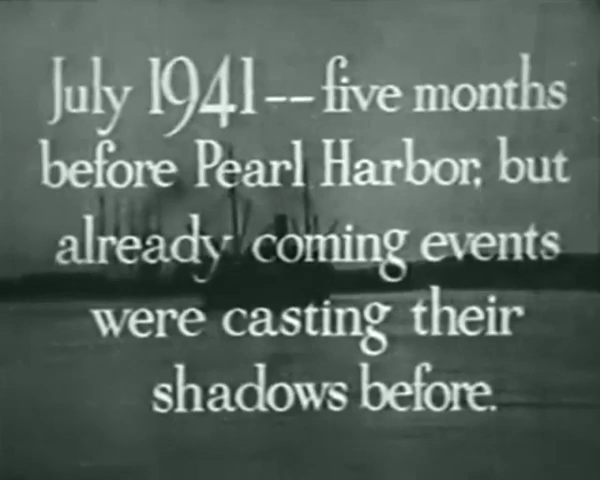 July 1941--five months
before Pearl Harbor; but
already coming events
were casting their
shadows before.